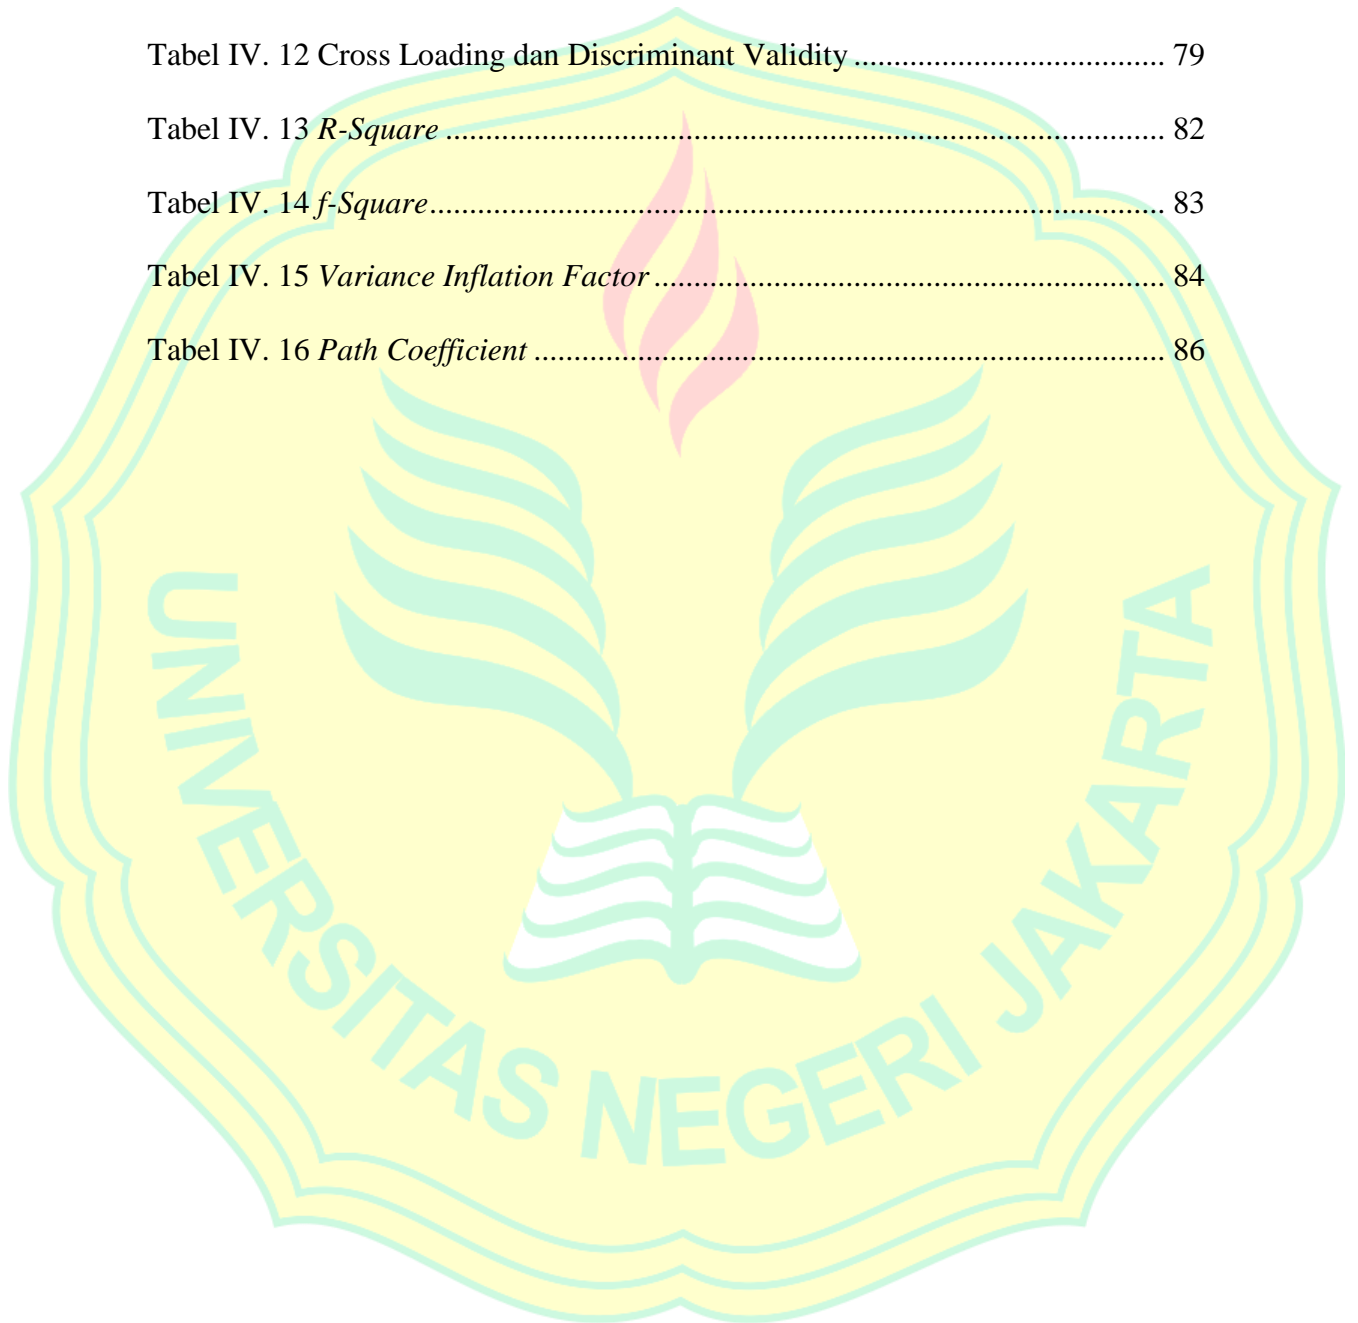 Tabel IV. 12 Cross Loading dan Discriminant Validity ....................................... 79
Tabel IV. 13 R-Square .......................................................................................... 82
Tabel IV. 14 f-Square............................................................................................ 83
Tabel IV. 15 Variance Inflation Factor ................................................................ 84
Tabel IV. 16 Path Coefficient ............................................................................... 86
UNIVERSITAS NEGERI JAKARTA